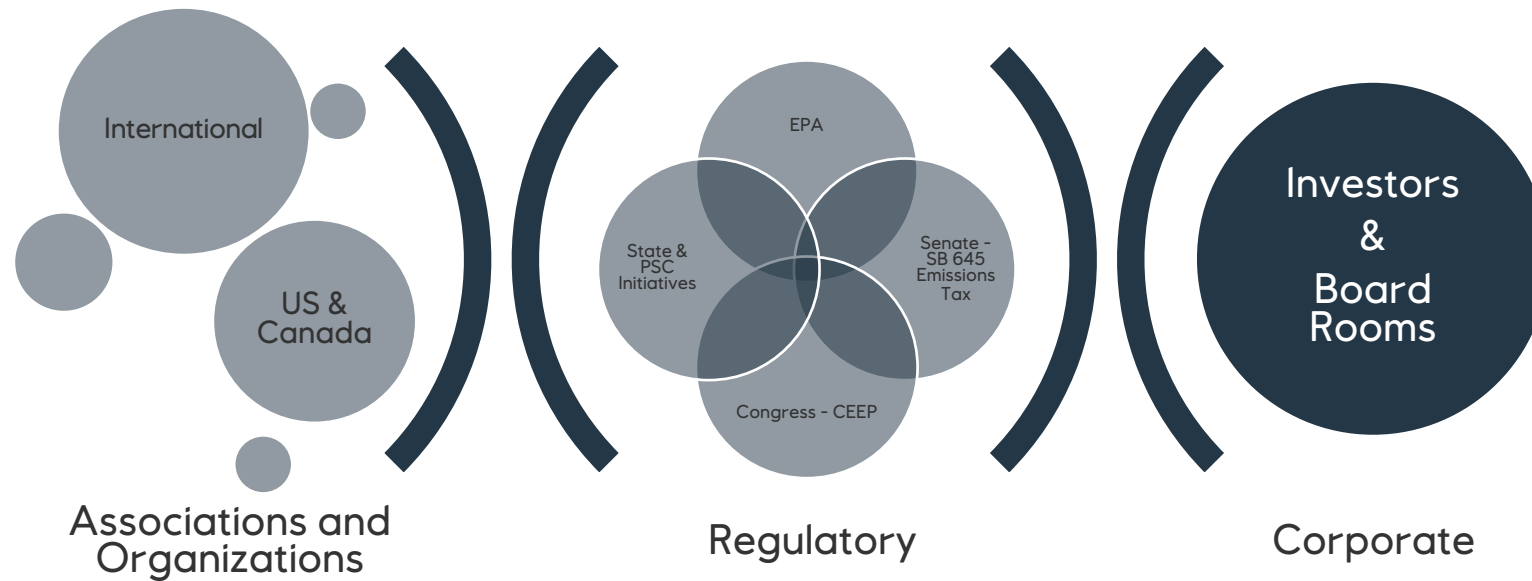 International
US &
Canada
Associations and
Organizations
EPA
State &
PSC
Initiatives
Senate -
SB 645
Emissions
Tax
Congress - CEEP
Regulatory
Investors
&
Board
Rooms
Corporate